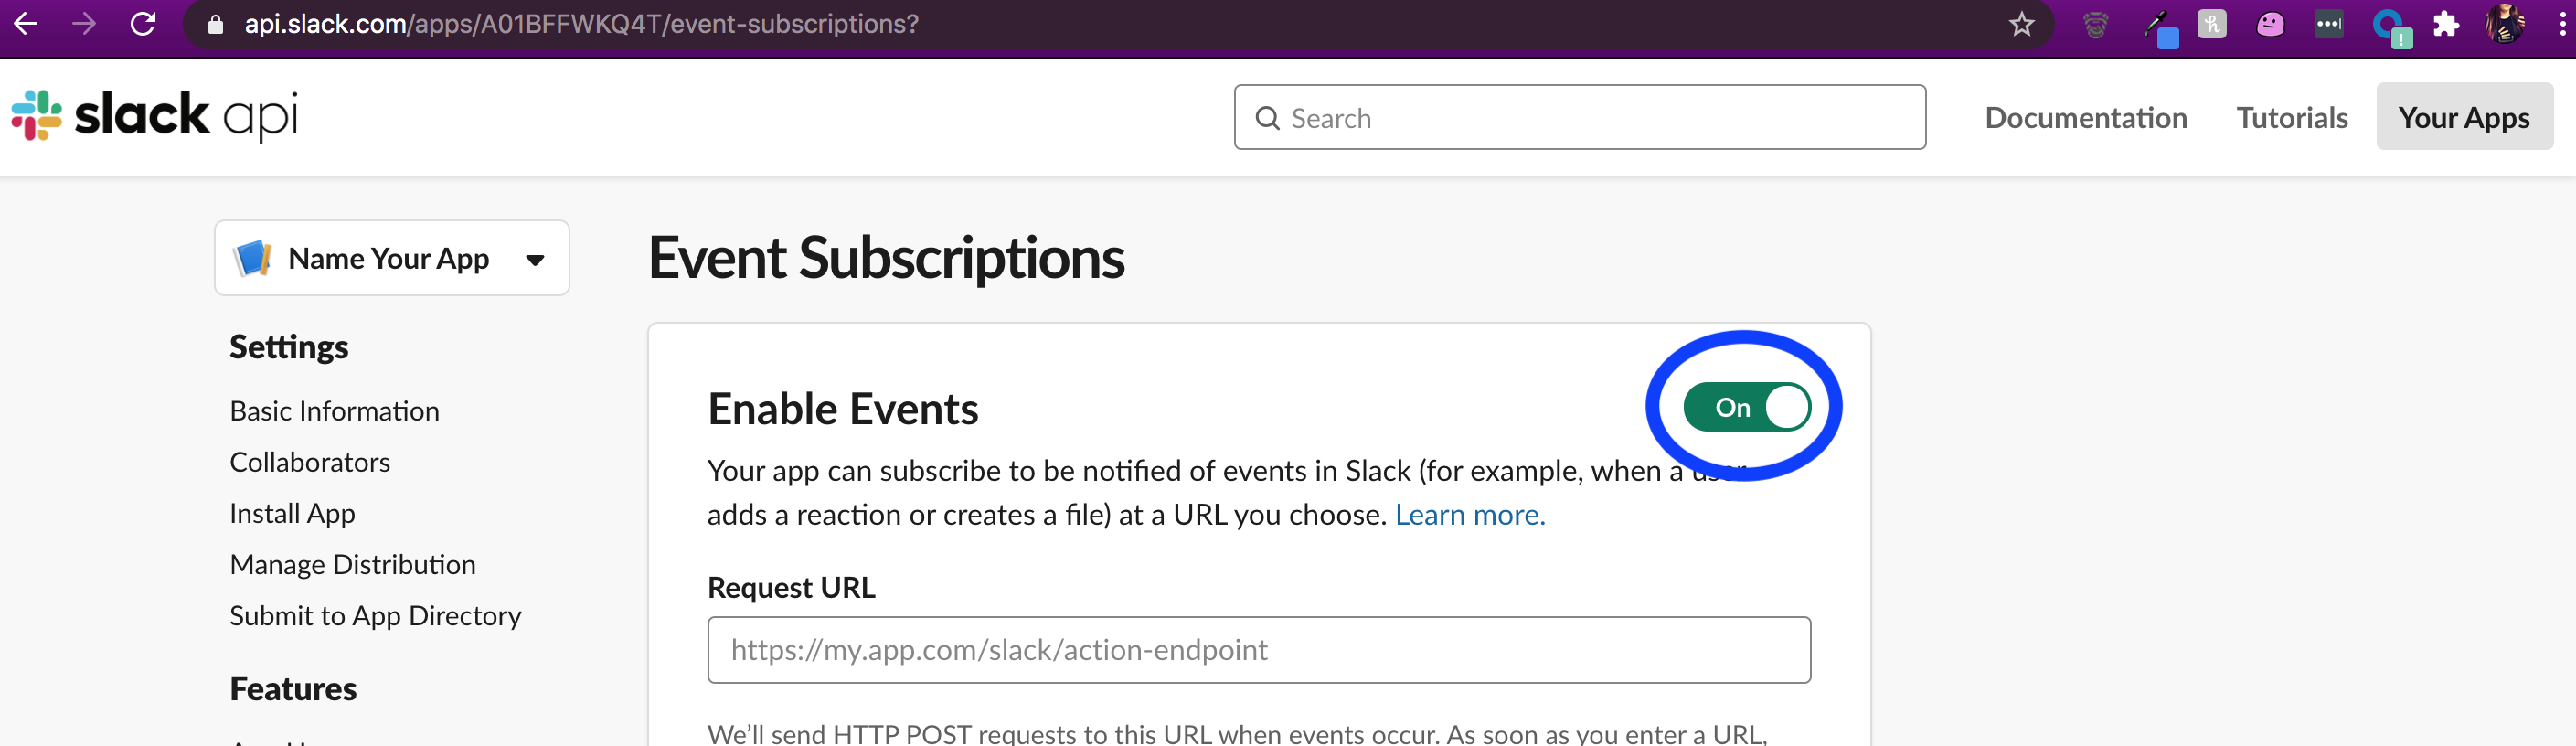 api.slack.com/apps/A01BFFWKQ4T/event-subscriptions?
slack api
Search
Documentation
Tutorials
Your Apps
Name Your App
Settings
Basic Information
Collaborators
Install App
Manage Distribution
Submit to App Directory
Features
Event Subscriptions
Enable Events
On
Your app can subscribe to be notified of events in Slack (for example, when a user
adds a reaction or creates a file) at a URL you choose. Learn more.
Request URL
https://my.app.com/slack/action-endpoint
We'll send HTTP POST requests to this URL when events occur. As soon as you enter a URL,